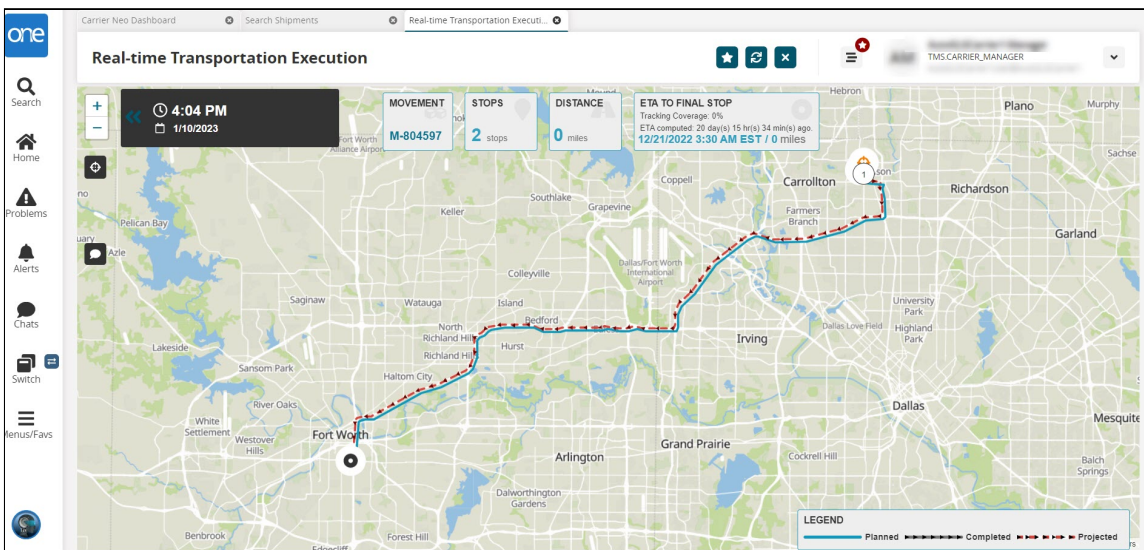 one
Carrier Neo Dashboard
Search Shipments
Real-time Transportation Executi...
Real-time Transportation Execution
TMS.CARRIER_MANAGER
Search
Home
Problems
Alerts
Chats
Switch
Menus/Favs
4:04 PM
1/10/2023
MOVEMENT
M-804597
STOPS
2 stops
DISTANCE
0 miles
ETA TO FINAL STOP
Tracking Coverage: 0%
ETA computed: 20 day(s) 15 hr(s) 34 min(s) ago.
12/21/2022 3:30 AM EST / 0 miles
Hebron
Plano
Murphy
Fort Worth
Alliance Airport
Sachse
Coppell
Carrollton
1
Richardson
Southlake
Grapevine
Keller
Farmers
Branch
Garland
Pelican Bay
Azle
Dallas/Fort Worth
International
Airport
Colleyville
Saginaw
Watauga
Island
University
Park
North
Richland Hill
Bedford
Dallas Love Field
Highland
Park
Lakeside
Richland Hil
Hurst
Irving
Sansom Park
Haltom City
River Oaks
Dallas
White
Settlement
Westover
Hills
Fort Worth
Mesquite
Grand Prairie
Arlington
Cockrell Hill
Balch
Springs
Dalworthington
Gardens
Benbrook
Forest Hill
LEGEND
Planned
Completed
Projected